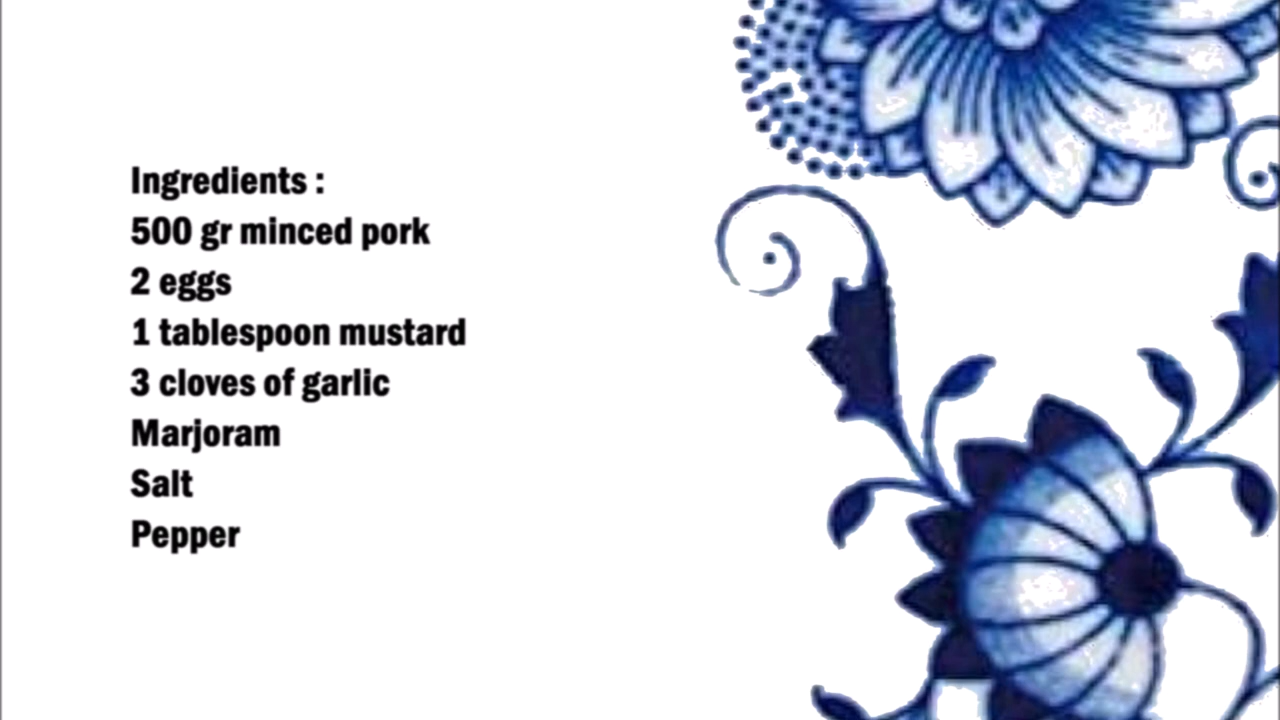 Ingredients :
500 gr minced pork
2 eggs
1 tablespoon mustard
3 cloves of garlic
Marjoram
Salt
Pepper